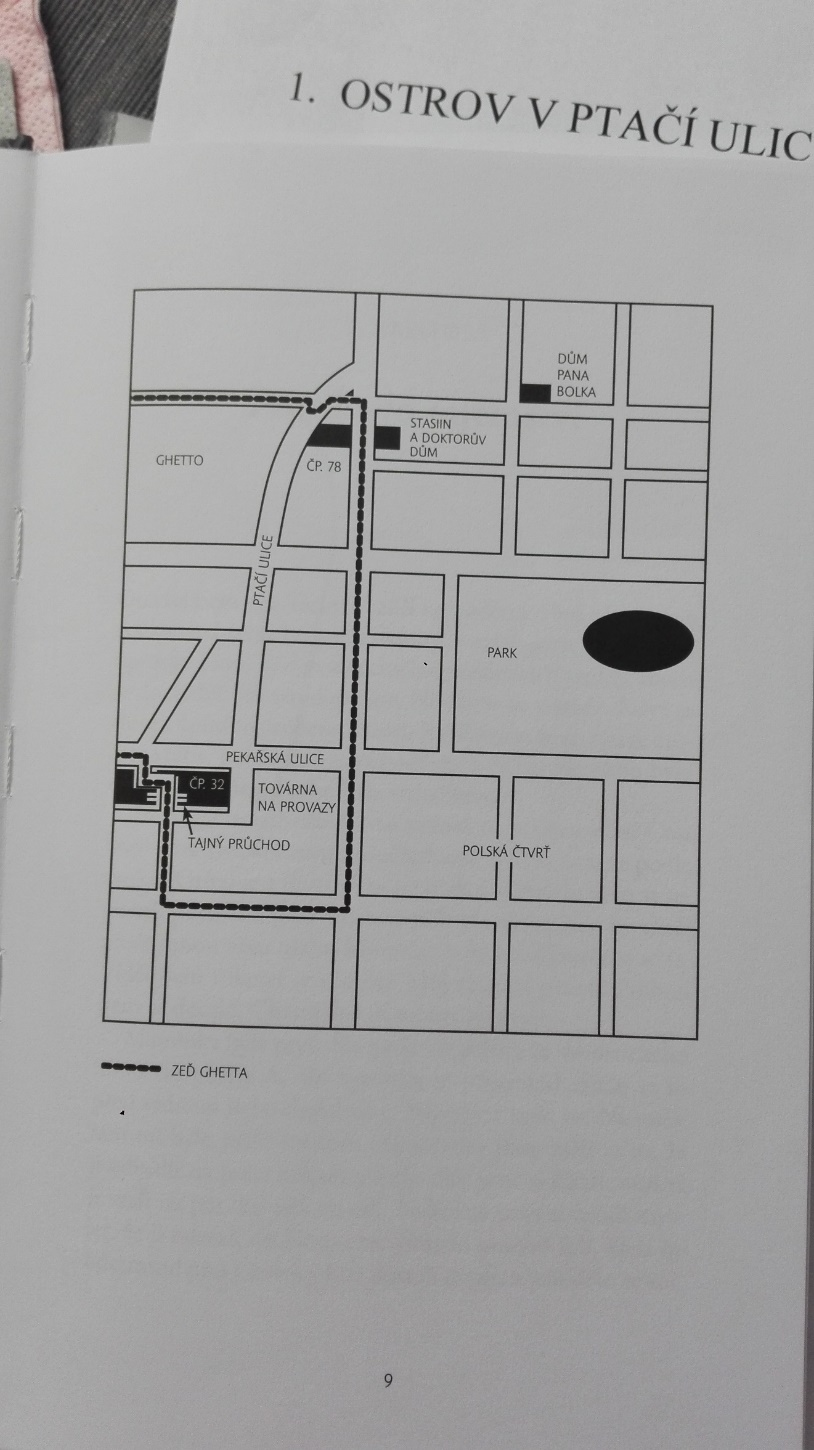 1. OSTROV V PTAČÍ ULIC
DŮM
PANA
BOLKA
STASIIN
A DOKTORŮV
DŮM
GHETTO
ČP. 78
PTAČÍ ULICE
PARK
PEKAŘSKÁ ULICE
ČP. 32
TOVÁRNA
NA PROVAZY
TAJNÝ PRŮCHOD
POLSKÁ ČTVRŤ
ZEĎ GHETTA
9